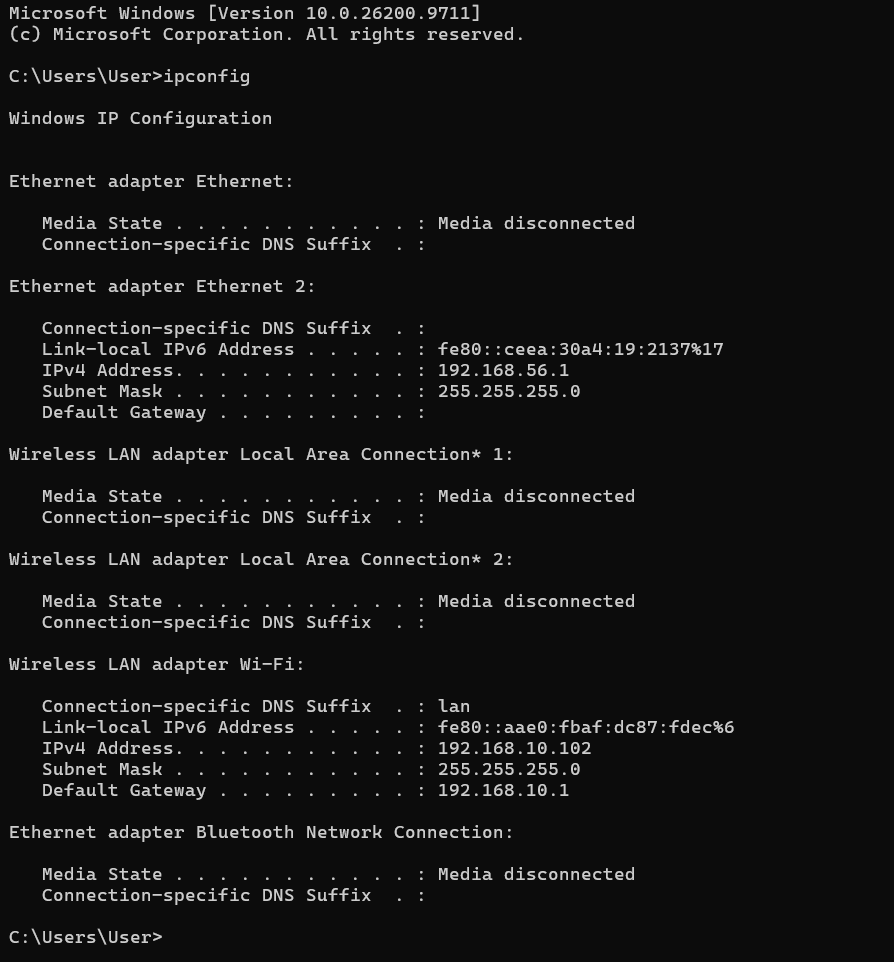 Microsoft Windows [Version 10.0.26200.9711]
(c) Microsoft Corporation. All rights reserved.

C:\Users\User>ipconfig

Windows IP Configuration


Ethernet adapter Ethernet:

   Media State . . . . . . . . . . . : Media disconnected
   Connection-specific DNS Suffix  . :

Ethernet adapter Ethernet 2:

   Connection-specific DNS Suffix  . :
   Link-local IPv6 Address . . . . . : fe80::ceea:30a4:19:2137%17
   IPv4 Address. . . . . . . . . . . : 192.168.56.1
   Subnet Mask . . . . . . . . . . . : 255.255.255.0
   Default Gateway . . . . . . . . . :

Wireless LAN adapter Local Area Connection* 1:

   Media State . . . . . . . . . . . : Media disconnected
   Connection-specific DNS Suffix  . :

Wireless LAN adapter Local Area Connection* 2:

   Media State . . . . . . . . . . . : Media disconnected
   Connection-specific DNS Suffix  . :

Wireless LAN adapter Wi-Fi:

   Connection-specific DNS Suffix  . : lan
   Link-local IPv6 Address . . . . . : fe80::aae0:fbaf:dc87:fdec%6
   IPv4 Address. . . . . . . . . . . : 192.168.10.102
   Subnet Mask . . . . . . . . . . . : 255.255.255.0
   Default Gateway . . . . . . . . . : 192.168.10.1

Ethernet adapter Bluetooth Network Connection:

   Media State . . . . . . . . . . . : Media disconnected
   Connection-specific DNS Suffix  . :

C:\Users\User>